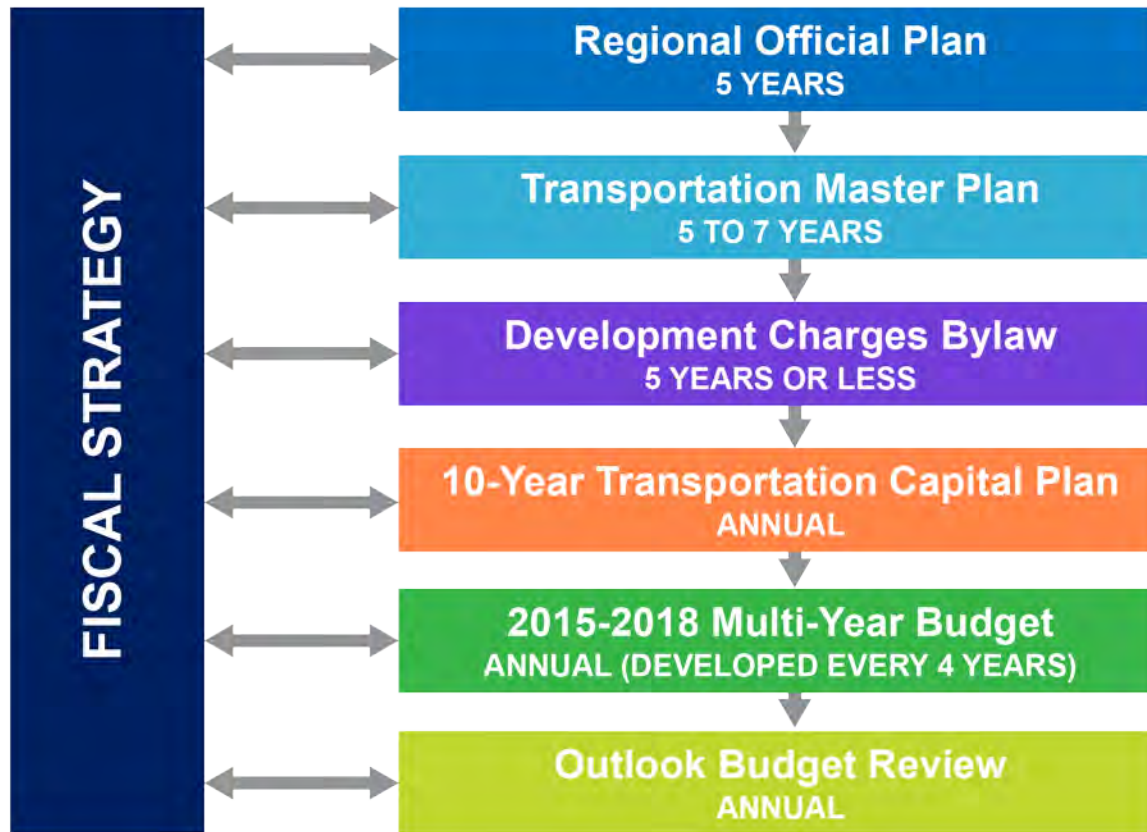 FISCAL STRATEGY
Regional Official Plan
5 YEARS
Transportation Master Plan
5 TO 7 YEARS
Development Charges Bylaw
5 YEARS OR LESS
10-Year Transportation Capital Plan
ANNUAL
2015-2018 Multi-Year Budget
ANNUAL (DEVELOPED EVERY 4 YEARS)
Outlook Budget Review
ANNUAL